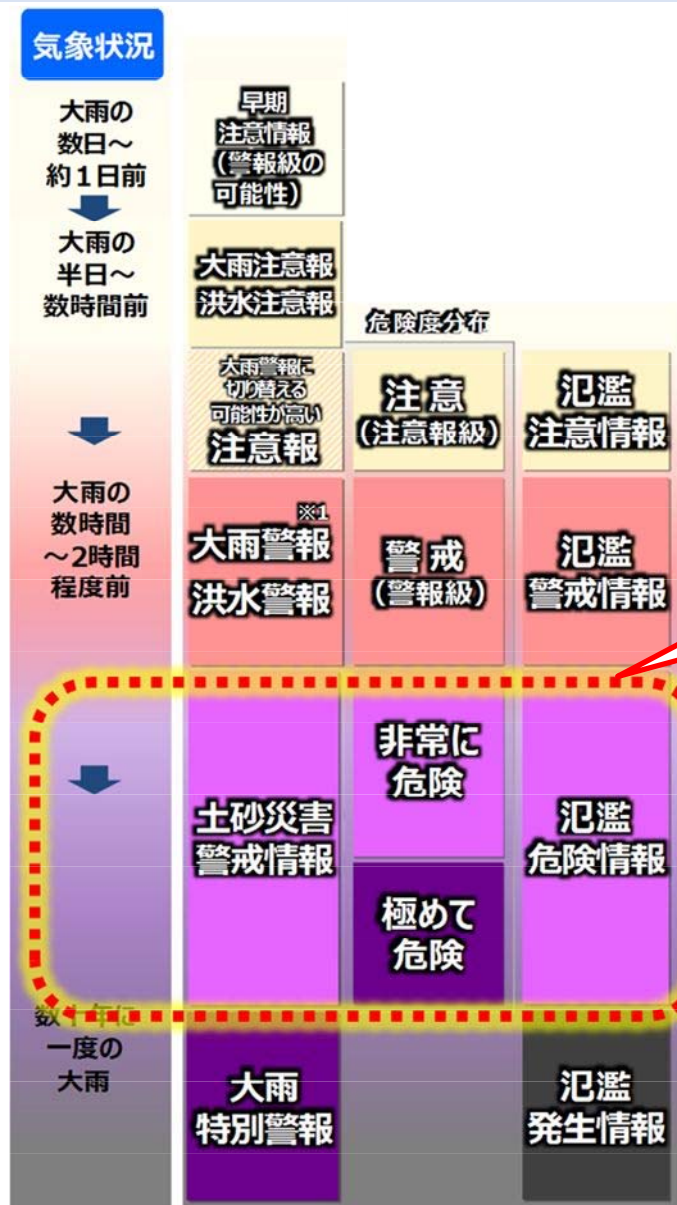 気象状況
大雨の
数日~
約1日前
早期
注意情報
(警報級の
可能性)
大雨の
半日~
数時間前
大雨注意報
洪水注意報
危険度分布
大雨警報に
切り替える
可能性が高い
注意報
注意
(注意報級)
氾濫
注意情報
大雨の
数時間
~2時間
程度前
※1
大雨警報
洪水警報
警戒
(警報級)
氾濫
警戒情報
土砂災害
警戒情報
非常に
危険
極めて
危険
氾濫
危険情報
数十年に
一度の
大雨
大雨
特別警報
氾濫
発生情報